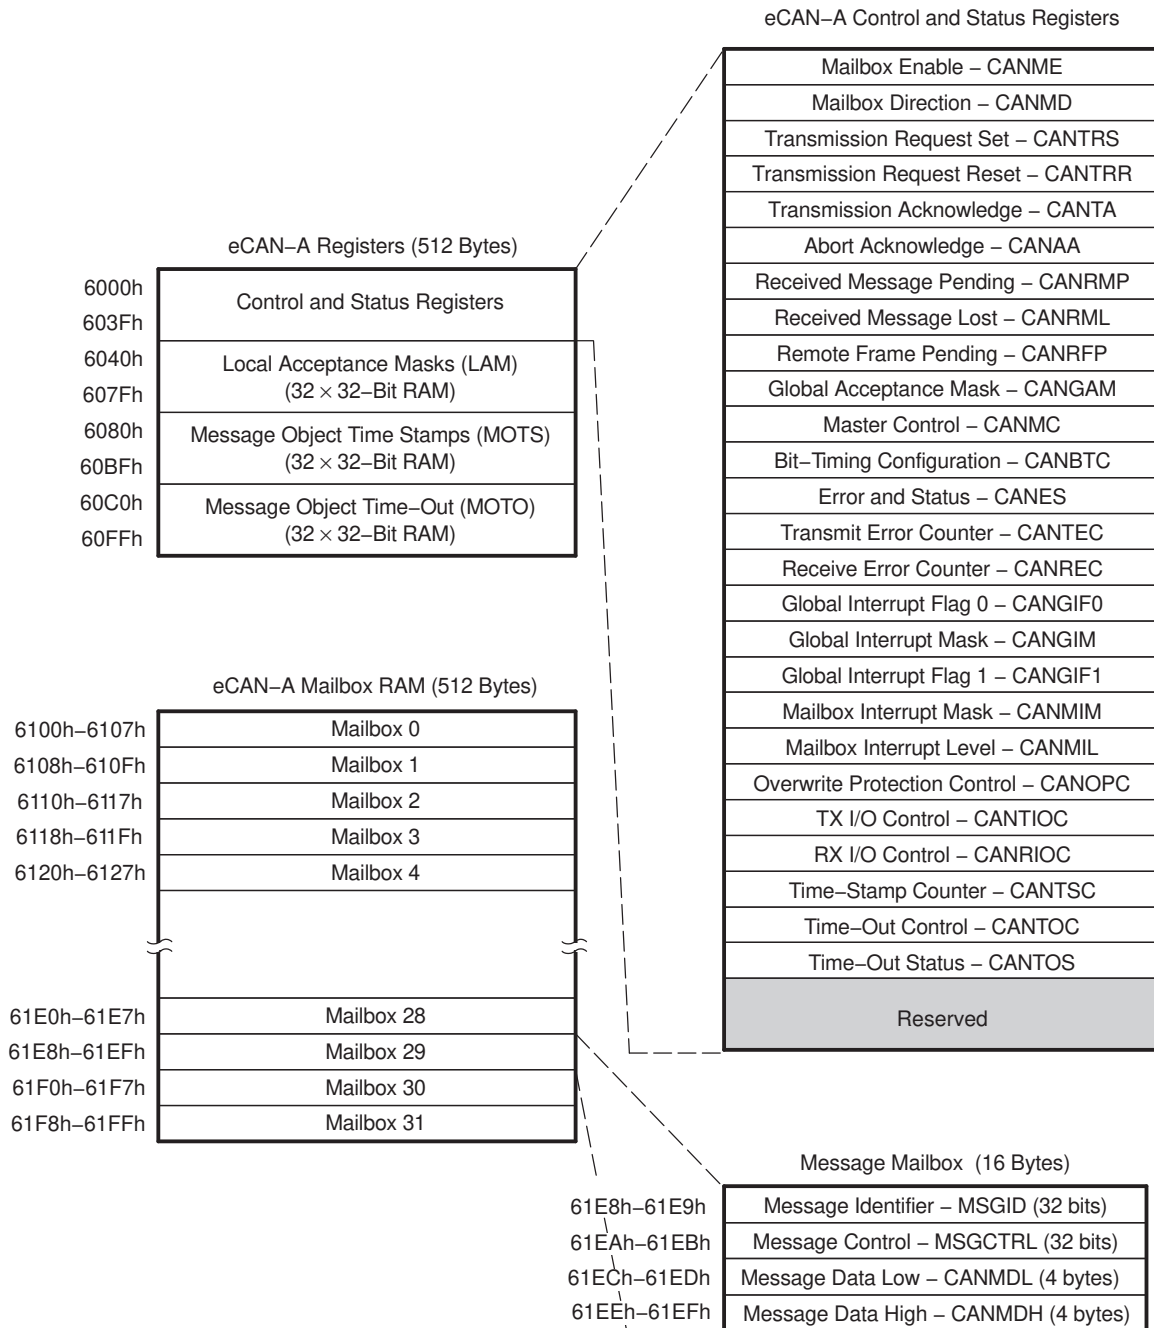 eCAN–A Control and Status Registers
Mailbox Enable – CANME
Mailbox Direction – CANMD
Transmission Request Set – CANTRS
Transmission Request Reset – CANTRR
Transmission Acknowledge – CANTA
Abort Acknowledge – CANAA
Received Message Pending – CANRMP
Received Message Lost – CANRML
Remote Frame Pending – CANRFP
Global Acceptance Mask – CANGAM
Master Control – CANMC
Bit–Timing Configuration – CANBTC
Error and Status – CANES
Transmit Error Counter – CANTEC
Receive Error Counter – CANREC
Global Interrupt Flag 0 – CANGIF0
Global Interrupt Mask – CANGIM
Global Interrupt Flag 1 – CANGIF1
Mailbox Interrupt Mask – CANMIM
Mailbox Interrupt Level – CANMIL
Overwrite Protection Control – CANOPC
TX I/O Control – CANTIOC
RX I/O Control – CANRIOC
Time–Stamp Counter – CANTSC
Time–Out Control – CANTOC
Time–Out Status – CANTOS
Reserved
eCAN–A Registers (512 Bytes)
6000h
603Fh
Control and Status Registers
6040h
607Fh
Local Acceptance Masks (LAM)
(32 × 32–Bit RAM)
6080h
60BFh
Message Object Time Stamps (MOTS)
(32 × 32–Bit RAM)
60C0h
60FFh
Message Object Time–Out (MOTO)
(32 × 32–Bit RAM)
eCAN–A Mailbox RAM (512 Bytes)
6100h–6107h Mailbox 0
6108h–610Fh Mailbox 1
6110h–6117h Mailbox 2
6118h–611Fh Mailbox 3
6120h–6127h Mailbox 4
61E0h–61E7h Mailbox 28
61E8h–61EFh Mailbox 29
61F0h–61F7h Mailbox 30
61F8h–61FFh Mailbox 31
Message Mailbox (16 Bytes)
61E8h–61E9h Message Identifier – MSGID (32 bits)
61EAh–61EBh Message Control – MSGCTRL (32 bits)
61ECh–61EDh Message Data Low – CANMDL (4 bytes)
61EEh–61EFh Message Data High – CANMDH (4 bytes)